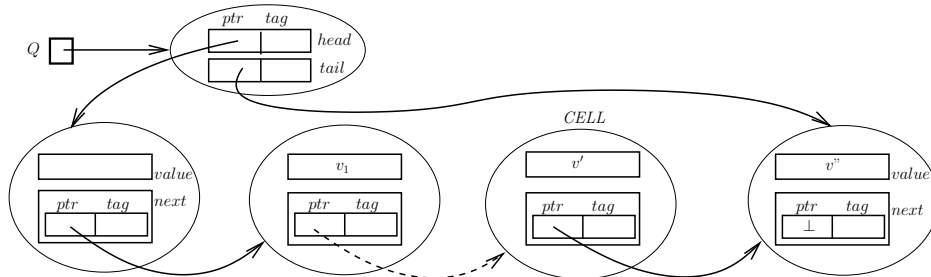 ptr tag
Q
head
tail
CELL
v₁ v' v"
value value
next next
ptr tag ptr tag ptr tag ptr tag
⊥